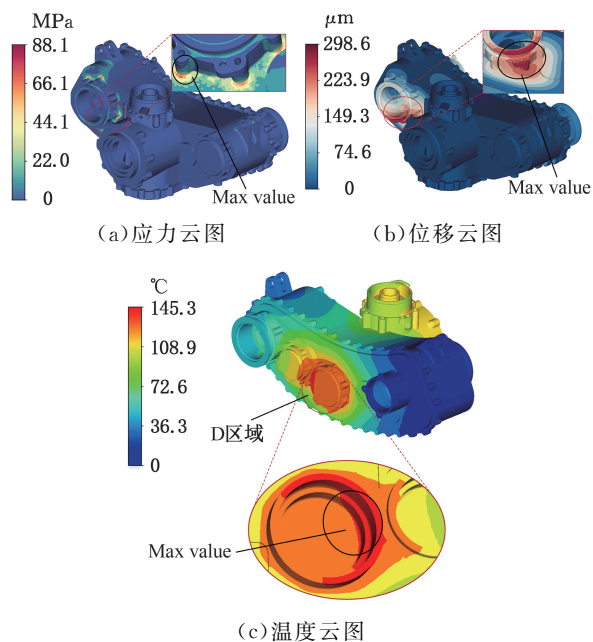 MPa
88.1
66.1
44.1
22.0
0
Max value
(a)应力云图
μm
298.6
223.9
149.3
74.6
0
Max value
(b)位移云图
℃
145.3
108.9
72.6
36.3
0
D区域
Max value
(c)温度云图